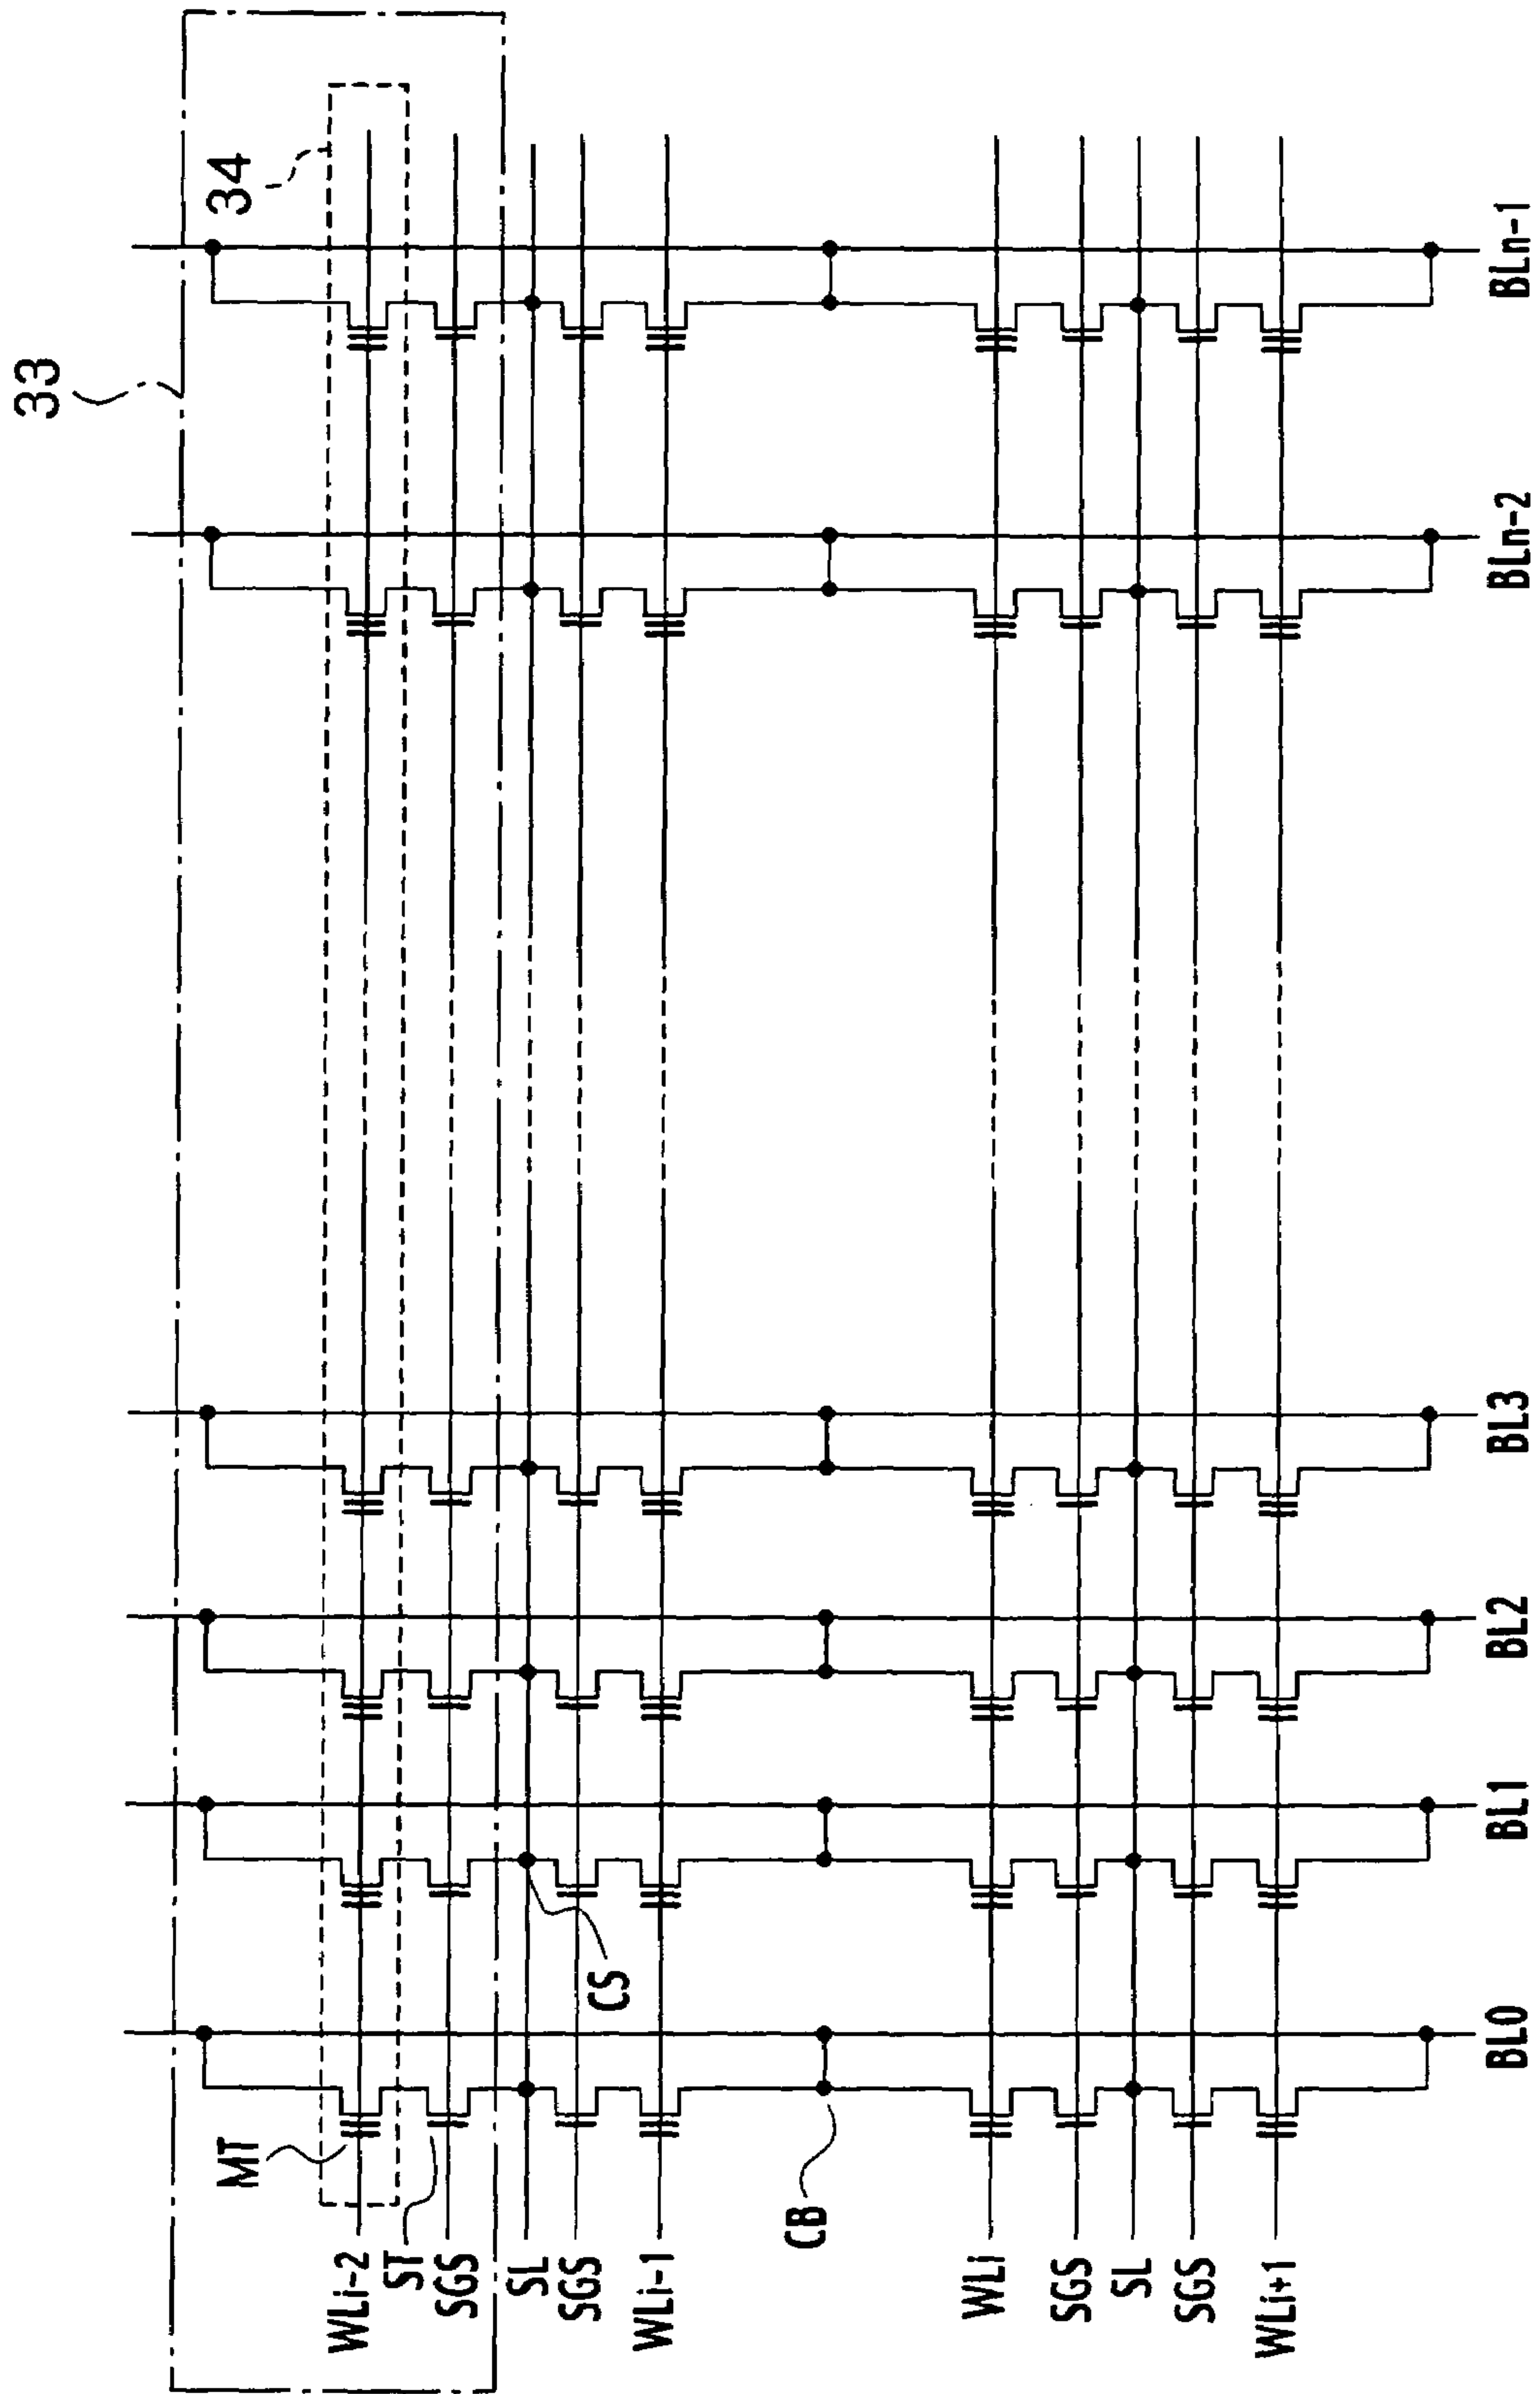 33
34
MT
WLi-2
ST
SGS
SL
CS
SGS
WLi-1
CB
WLi
SGS
SL
SGS
WLi+1
BL0
BL1
BL2
BL3
BLn-2
BLn-1